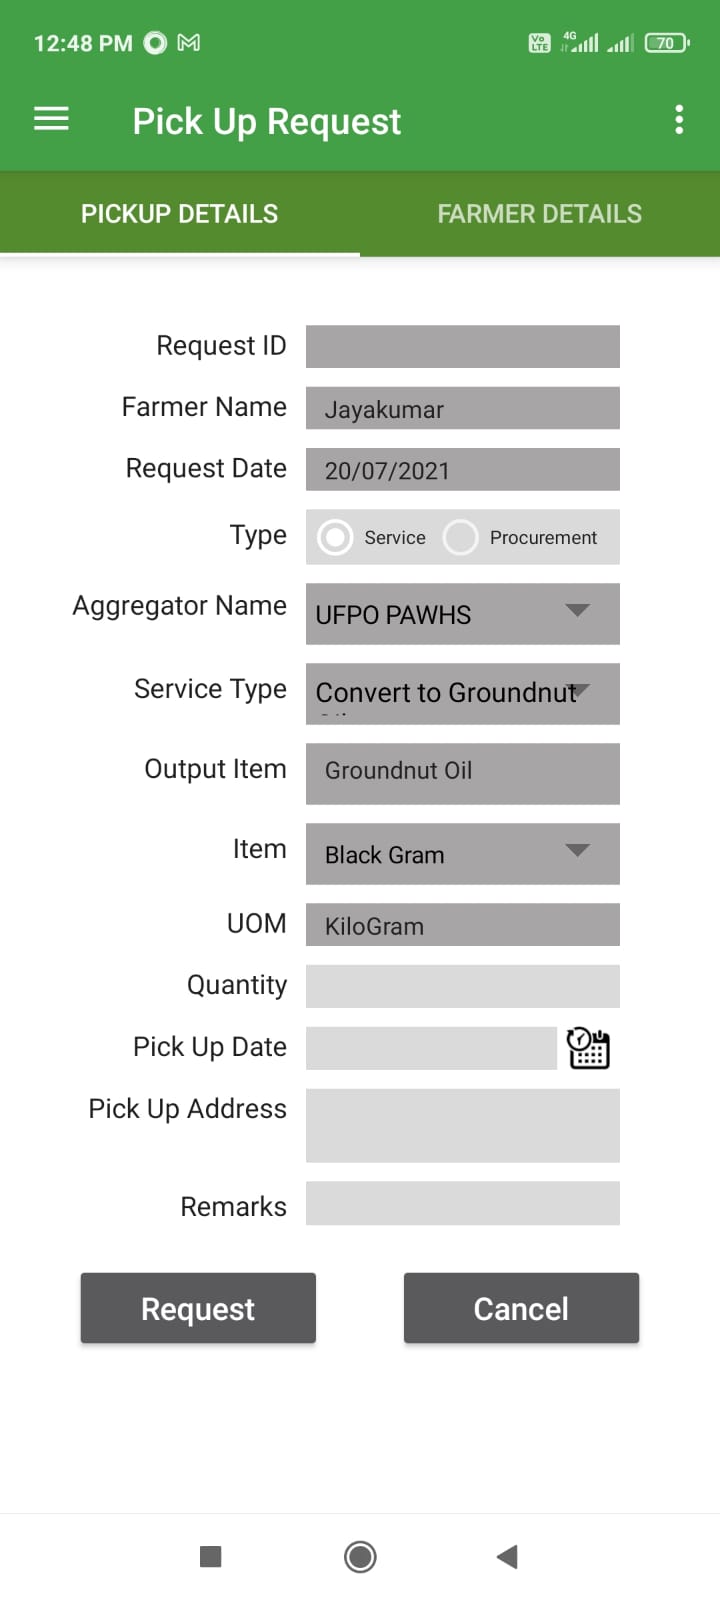 12:48 PM
Vo LTE 4G 70
Pick Up Request
PICKUP DETAILS FARMER DETAILS
Request ID
Farmer Name Jayakumar
Request Date 20/07/2021
Type Service Procurement
Aggregator Name UFPO PAWHS
Service Type Convert to Groundnut
Output Item Groundnut Oil
Item Black Gram
UOM KiloGram
Quantity
Pick Up Date
Pick Up Address
Remarks
Request Cancel